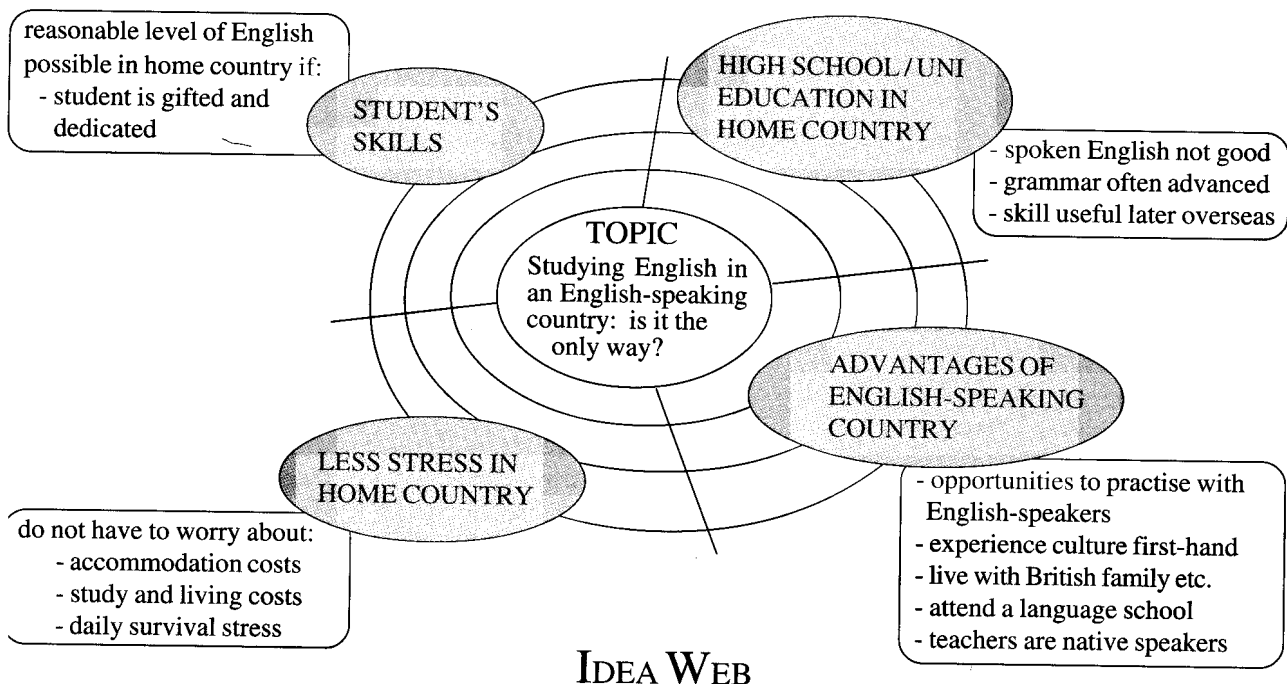 reasonable level of English
possible in home country if:
- student is gifted and
dedicated
STUDENT'S
SKILLS
HIGH SCHOOL / UNI
EDUCATION IN
HOME COUNTRY
- spoken English not good
- grammar often advanced
- skill useful later overseas
TOPIC
Studying English in
an English-speaking
country: is it the
only way?
ADVANTAGES OF
ENGLISH-SPEAKING
COUNTRY
- opportunities to practise with
English-speakers
- experience culture first-hand
- live with British family etc.
- attend a language school
- teachers are native speakers
LESS STRESS IN
HOME COUNTRY
do not have to worry about:
- accommodation costs
- study and living costs
- daily survival stress
IDEA WEB